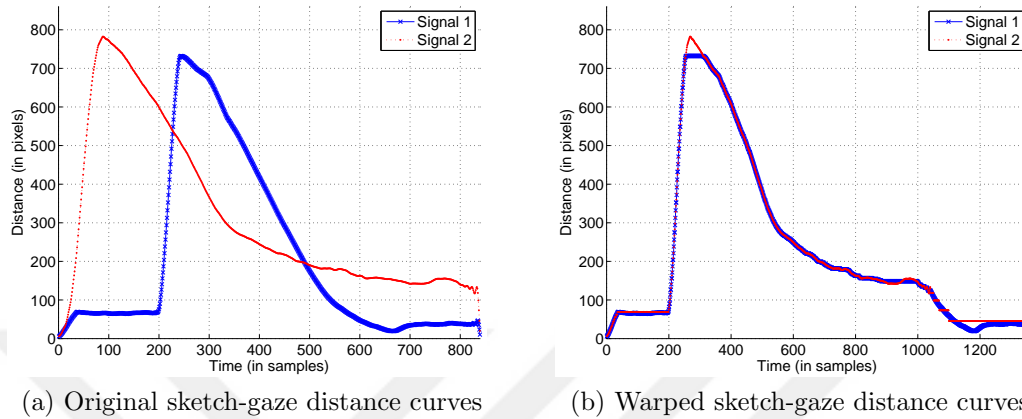 800
700
600
500
400
300
200
100
0
Distance (in pixels)
0 100 200 300 400 500 600 700 800
Time (in samples)
Signal 1
Signal 2
(a) Original sketch-gaze distance curves
800
700
600
500
400
300
200
100
0
Distance (in pixels)
0 200 400 600 800 1000 1200
Time (in samples)
Signal 1
Signal 2
(b) Warped sketch-gaze distance curves